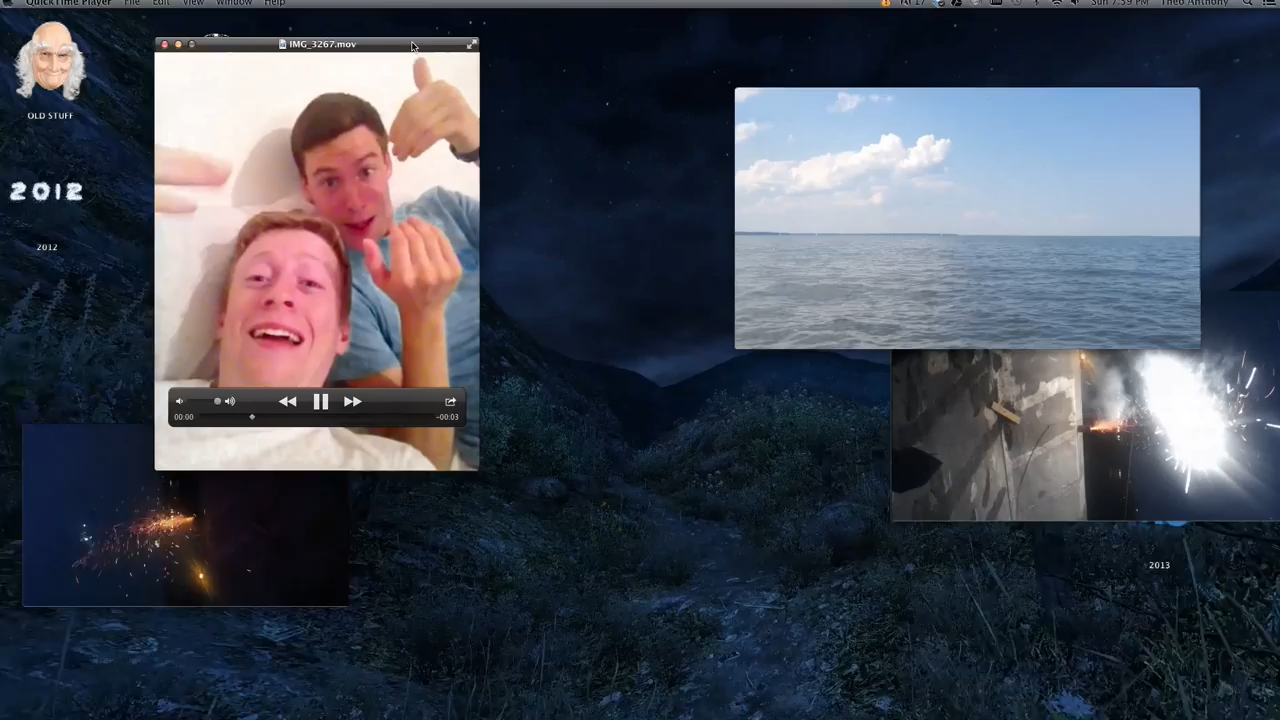 QuickTime Player File Edit View Window Help
Sun 7:59 PM Theo Anthony
IMG_3267.mov
OLD STUFF
2012
2012
00:00
-00:03
2013